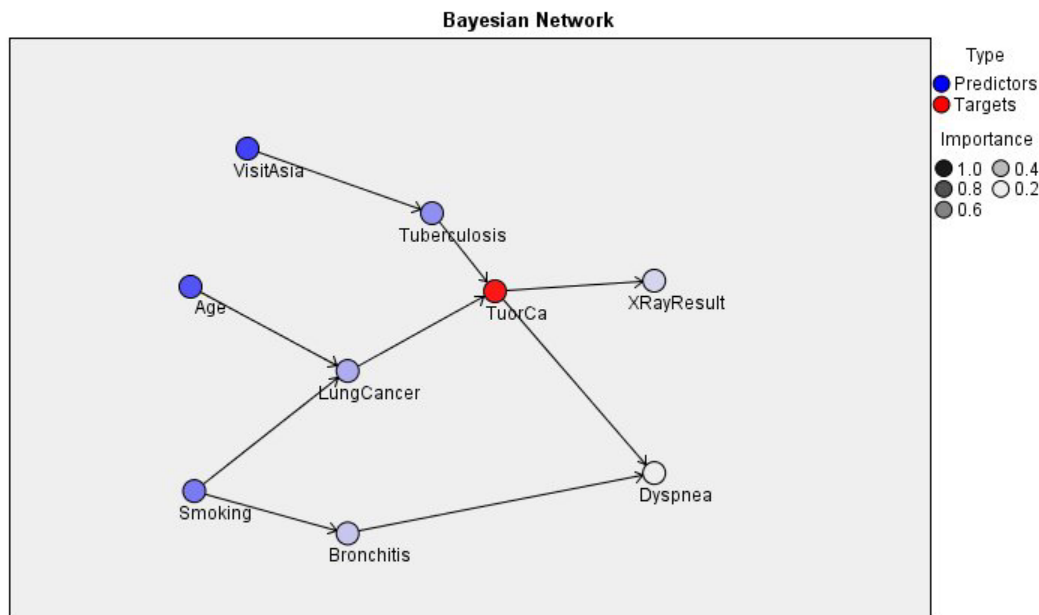 Bayesian Network
Type
Predictors
Targets
Importance
1.0 0.4
0.8 0.2
0.6
VisitAsia
Tuberculosis
Age
TuorCa
XRayResult
LungCancer
Smoking
Dyspnea
Bronchitis